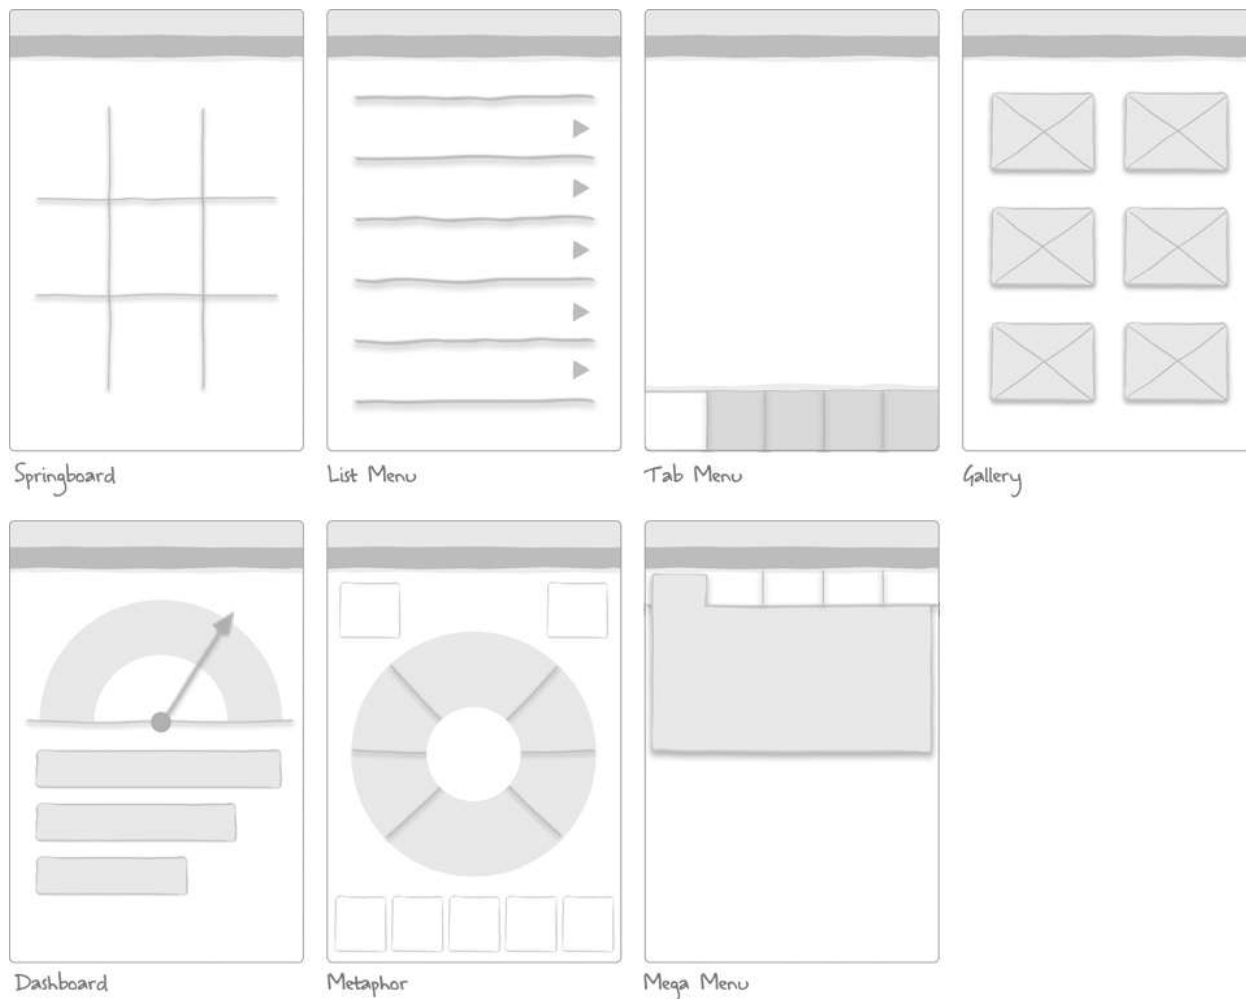 Springboard
List Menu
Tab Menu
Gallery
Dashboard
Metaphor
Mega Menu